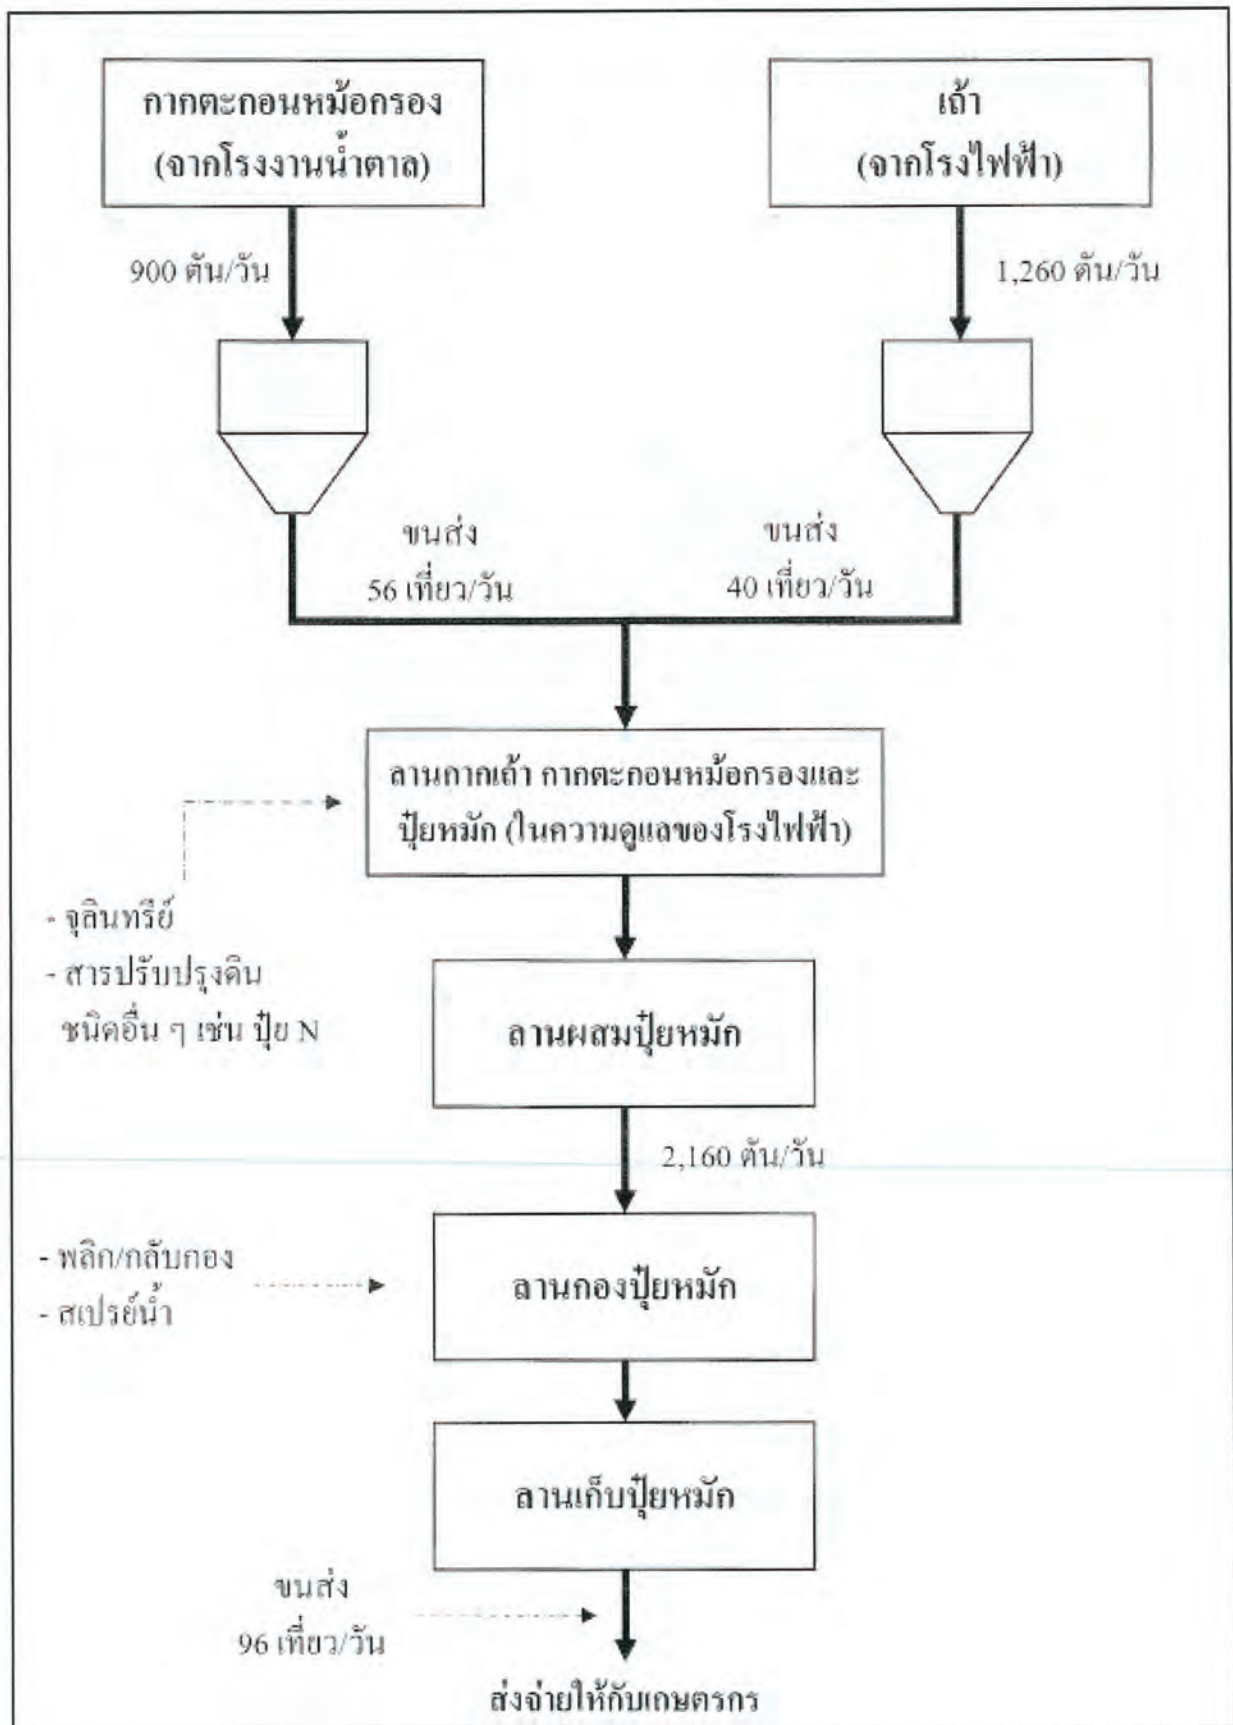 กากตะกอนหม้อกรอง
(จากโรงงานน้ำตาล)
เถ้า
(จากโรงไฟฟ้า)
900 ตัน/วัน
1,260 ตัน/วัน
ขนส่ง
56 เที่ยว/วัน
ขนส่ง
40 เที่ยว/วัน
ลานกากเถ้า กากตะกอนหม้อกรองและ
ปุ๋ยหมัก (ในความดูแลของโรงไฟฟ้า)
- จุลินทรีย์
- สารปรับปรุงดิน
ชนิดอื่น ๆ เช่น ปุ๋ย N
ลานผสมปุ๋ยหมัก
2,160 ตัน/วัน
- พลิก/กลับกอง
- สเปรย์น้ำ
ลานกองปุ๋ยหมัก
ลานเก็บปุ๋ยหมัก
ขนส่ง
96 เที่ยว/วัน
ส่งจ่ายให้กับเกษตรกร